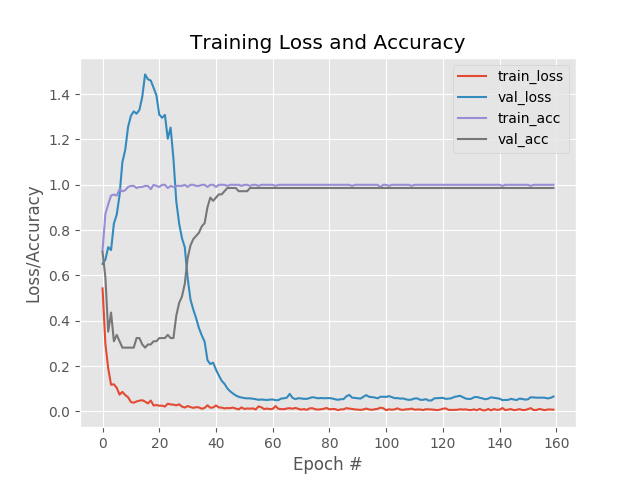 Training Loss and Accuracy
train_loss
val_loss
train_acc
val_acc
1.4
1.2
1.0
0.8
0.6
0.4
0.2
0.0
Loss/Accuracy
0 20 40 60 80 100 120 140 160
Epoch #